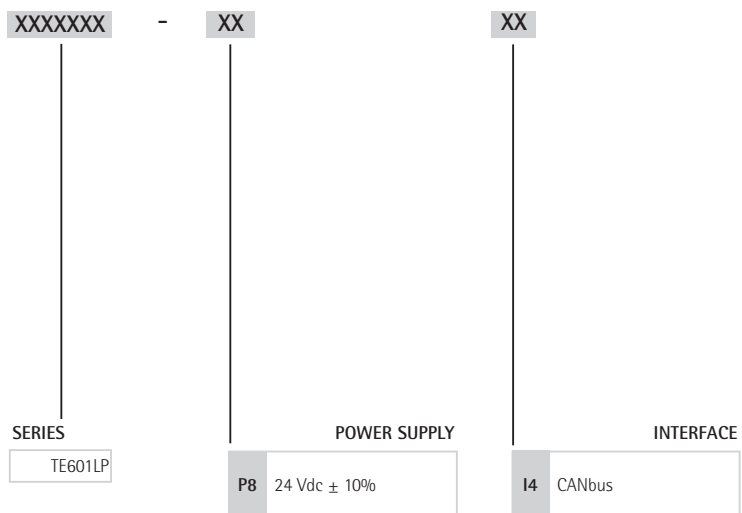 XXXXXXX - XX XX
SERIES POWER SUPPLY INTERFACE
TE601LP
P8 24 Vdc ± 10% I4 CANbus